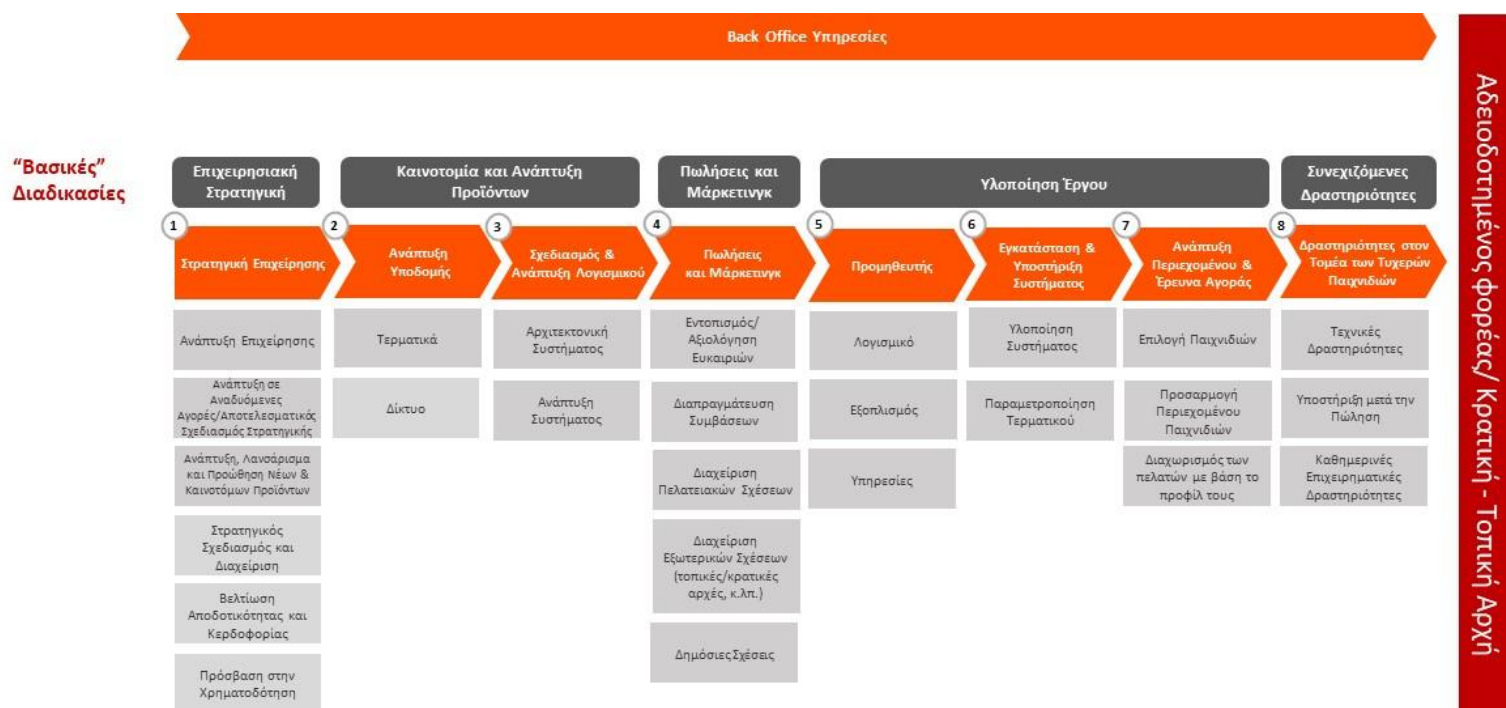 Back Office Υπηρεσίες
“Βασικές”
Διαδικασίες
Επιχειρησιακή
Στρατηγική
Καινοτομία και Ανάπτυξη
Προϊόντων
Πωλήσεις και
Μάρκετινγκ
Υλοποίηση Έργου
Συνεχιζόμενες
Δραστηριότητες
1
Στρατηγική Επιχείρησης
2
Ανάπτυξη
Υποδομής
3
Σχεδιασμός &
Ανάπτυξη Λογισμικού
4
Πωλήσεις
και Μάρκετινγκ
5
Προμηθευτής
6
Εγκατάσταση &
Υποστήριξη
Συστήματος
7
Ανάπτυξη
Περιεχομένου &
Έρευνα Αγοράς
8
Δραστηριότητες στον
Τομέα των Τυχερών
Παιχνιδιών
Ανάπτυξη Επιχείρησης
Ανάπτυξη σε
Αναδυόμενες
Αγορές/Αποτελεσματικός
Σχεδιασμός Στρατηγικής
Ανάπτυξη, Λανσάρισμα
και Προώθηση Νέων &
Καινοτόμων Προϊόντων
Στρατηγικός
Σχεδιασμός και
Διαχείριση
Βελτίωση
Αποδοτικότητας και
Κερδοφορίας
Πρόσβαση στην
Χρηματοδότηση
Τερματικά
Δίκτυο
Αρχιτεκτονική
Συστήματος
Ανάπτυξη
Συστήματος
Εντοπισμός/
Αξιολόγηση
Ευκαιριών
Διαπραγμάτευση
Συμβάσεων
Διαχείριση
Πελατειακών Σχέσεων
Διαχείριση
Εξωτερικών Σχέσεων
(τοπικές/κρατικές
αρχές, κ.λπ.)
Δημόσιες Σχέσεις
Λογισμικό
Εξοπλισμός
Υπηρεσίες
Υλοποίηση
Συστήματος
Παραμετροποίηση
Τερματικού
Επιλογή Παιχνιδιών
Προσαρμογή
Περιεχομένου
Παιχνιδιών
Διαχωρισμός των
πελατών με βάση το
προφίλ τους
Τεχνικές
Δραστηριότητες
Υποστήριξη μετά την
Πώληση
Καθημερινές
Επιχειρηματικές
Δραστηριότητες
Αδειοδοτημένος φορέας/ Κρατική - Τοπική Αρχή